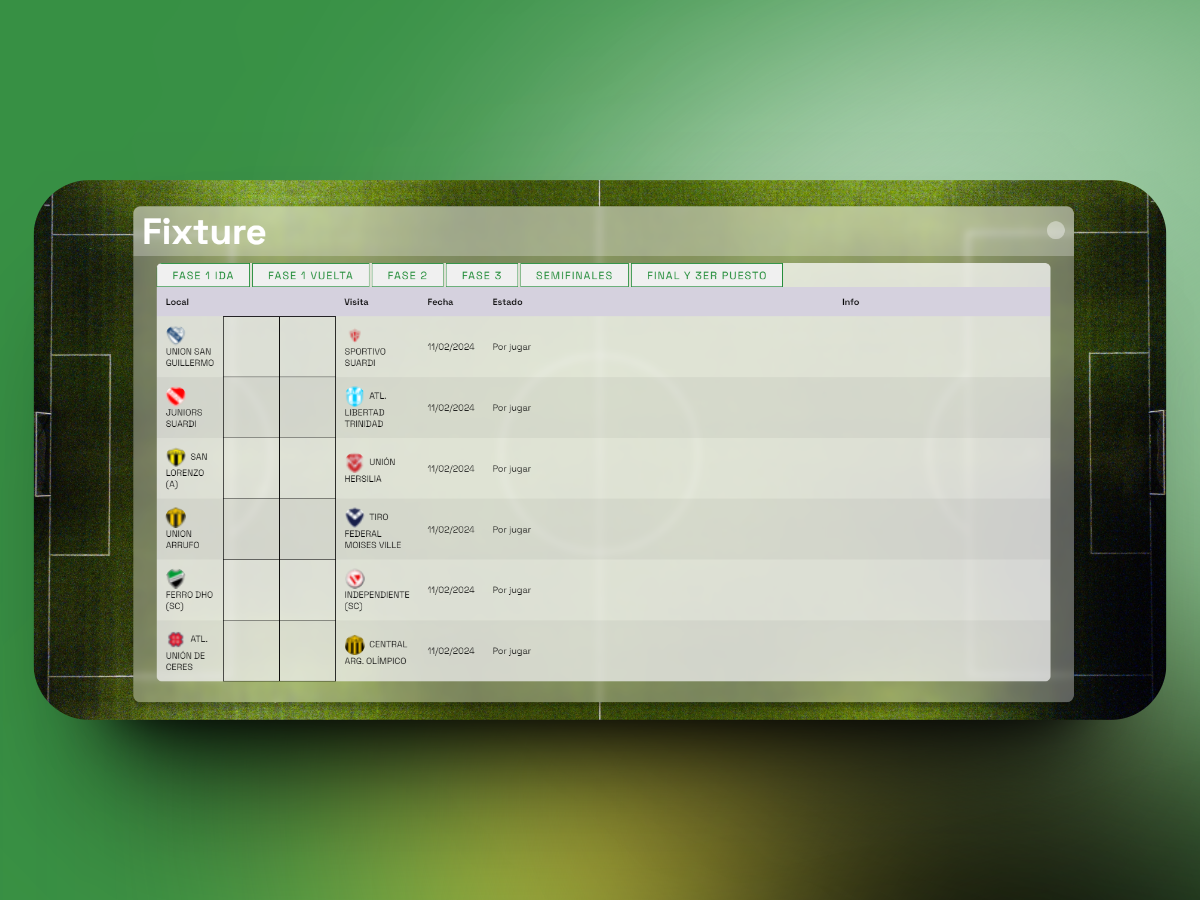 Fixture
FASE 1 IDA FASE 1 VUELTA FASE 2 FASE 3 SEMIFINALES FINAL Y 3ER PUESTO
Local Visita Fecha Estado Info
UNION SAN
GUILLERMO
SPORTIVO
SUARDI
11/02/2024 Por jugar
JUNIORS
SUARDI
ATL.
LIBERTAD
TRINIDAD
11/02/2024 Por jugar
SAN
LORENZO
(A)
UNIÓN
HERSILIA
11/02/2024 Por jugar
UNION
ARRUFO
TIRO
FEDERAL
MOISES VILLE
11/02/2024 Por jugar
FERRO DHO
(SC)
INDEPENDIENTE
(SC)
11/02/2024 Por jugar
ATL.
UNIÓN DE
CERES
CENTRAL
ARG. OLÍMPICO
11/02/2024 Por jugar